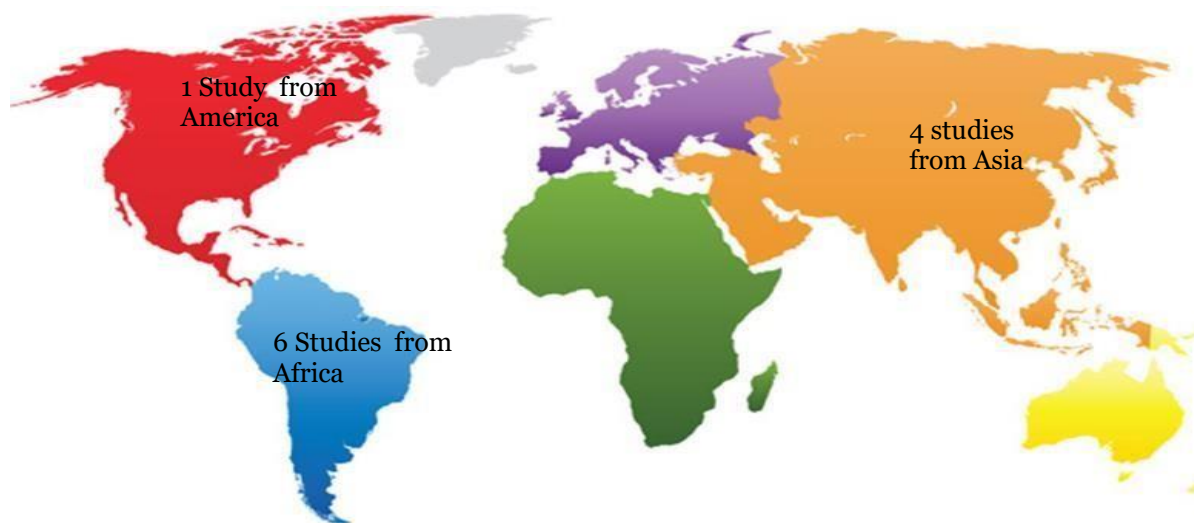 1 Study from
America
4 studies
from Asia
6 Studies from
Africa